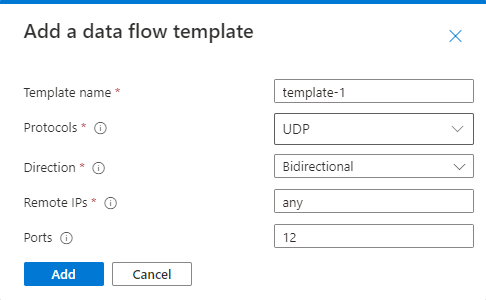 Add a data flow template
Template name * template-1
Protocols * UDP
Direction * Bidirectional
Remote IPs * any
Ports 12
Add Cancel